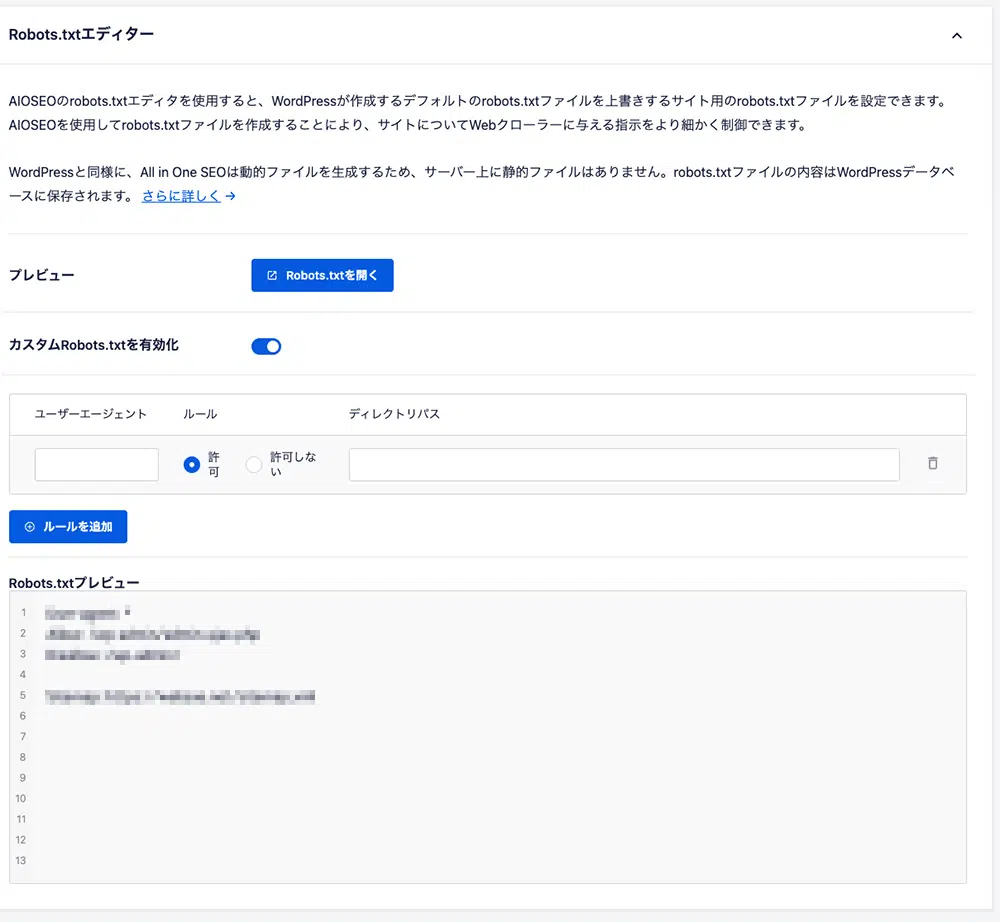 Robots.txtエディター
AIOSEOのrobots.txtエディタを使用すると、WordPressが作成するデフォルトのrobots.txtファイルを上書きするサイト用のrobots.txtファイルを設定できます。
AIOSEOを使用してrobots.txtファイルを作成することにより、サイトについてWebクローラーに与える指示をより細かく制御できます。
WordPressと同様に、All in One SEOは動的ファイルを生成するため、サーバー上に静的ファイルはありません。robots.txtファイルの内容はWordPressデータベ
ースに保存されます。 さらに詳しく →
プレビュー
Robots.txtを開く
カスタムRobots.txtを有効化
ユーザーエージェント ルール ディレクトリパス
許可
許可しない
ルールを追加
Robots.txtプレビュー
1
2
3
4
5
6
7
8
9
10
11
12
13